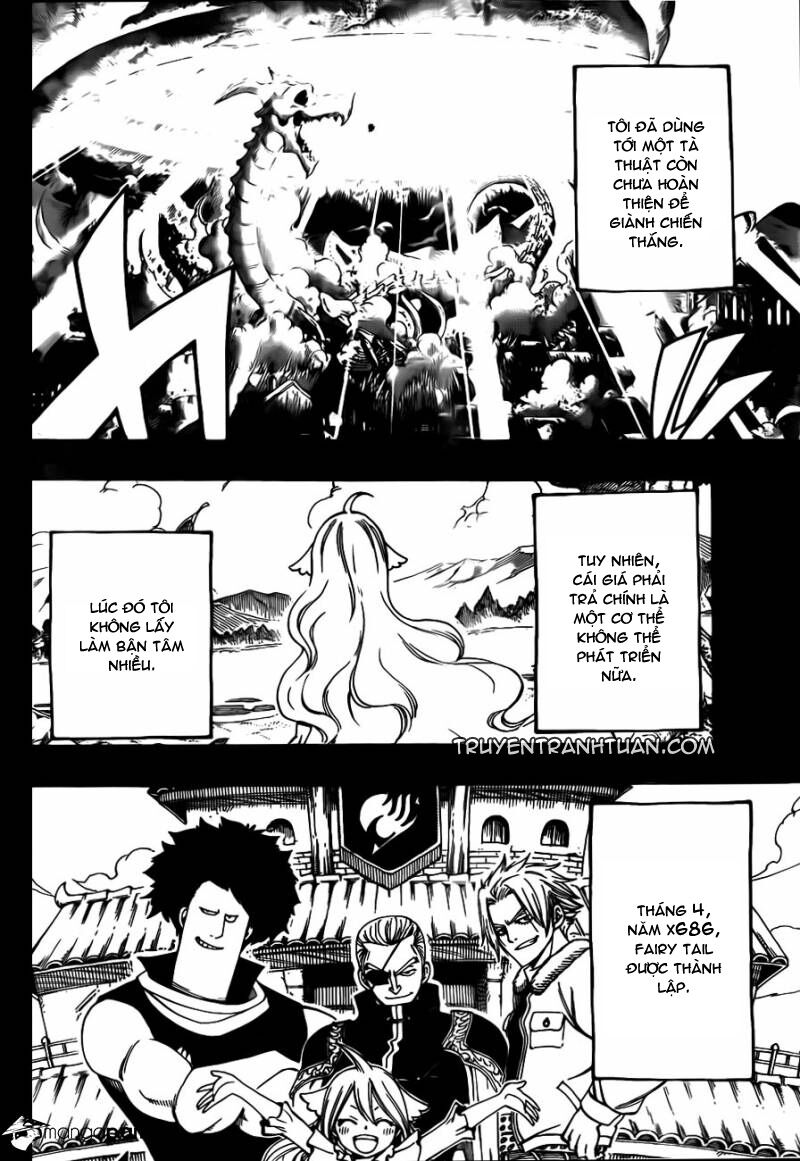 TÔI ĐÃ DÙNG
TỚI MỘT TÀ
THUẬT CÒN
CHƯA HOÀN
THIỆN ĐỂ
GIÀNH CHIẾN
THẮNG.
TUY NHIÊN,
CÁI GIÁ PHẢI
TRẢ CHÍNH LÀ
MỘT CƠ THỂ
KHÔNG THỂ
PHÁT TRIỂN
NỮA.
LÚC ĐÓ TÔI
KHÔNG LẤY
LÀM BẬN TÂM
NHIỀU.
TRUYENTRANHTUAN.COM
THÁNG 4,
NĂM X686,
FAIRY TAIL
ĐƯỢC THÀNH
LẬP.